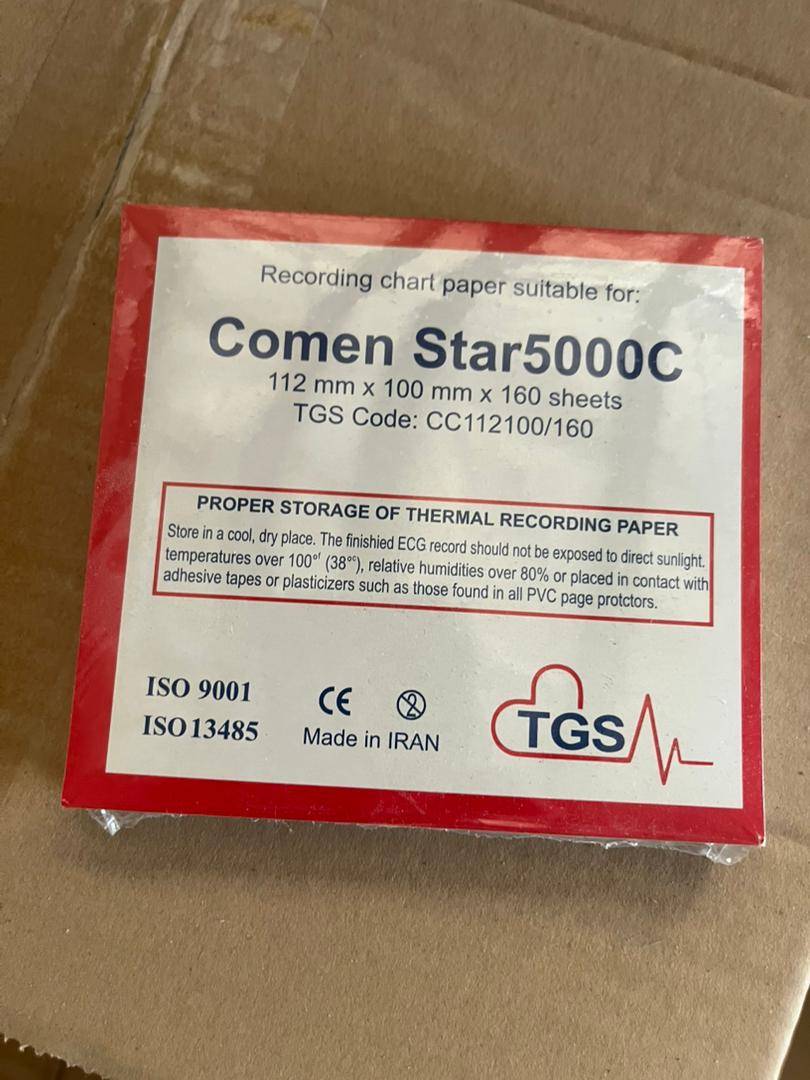 Recording chart paper suitable for:
Comen Star5000C
112 mm x 100 mm x 160 sheets
TGS Code: CC112100/160
PROPER STORAGE OF THERMAL RECORDING PAPER
Store in a cool, dry place. The finishied ECG record should not be exposed to direct sunlight.
temperatures over 100°f (38°c), relative humidities over 80% or placed in contact with
adhesive tapes or plasticizers such as those found in all PVC page protctors.
ISO 9001
ISO13485
CE
2
Made in IRAN
TGS